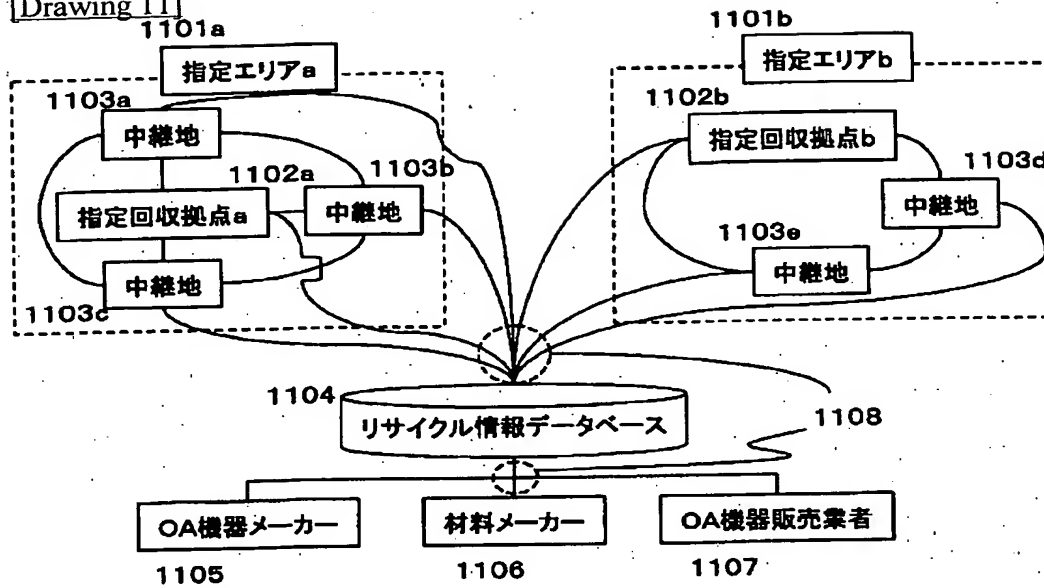 [Drawing 11]
1101a
指定エリアa
1103a
中継地
1102a
1103b
指定回収拠点a
中継地
中継地
1103c
1101b
指定エリアb
1102b
指定回収拠点b
1103d
中継地
1103e
中継地
1104
リサイクル情報データベース
1108
OA機器メーカー
材料メーカー
OA機器販売業者
1105
1106
1107